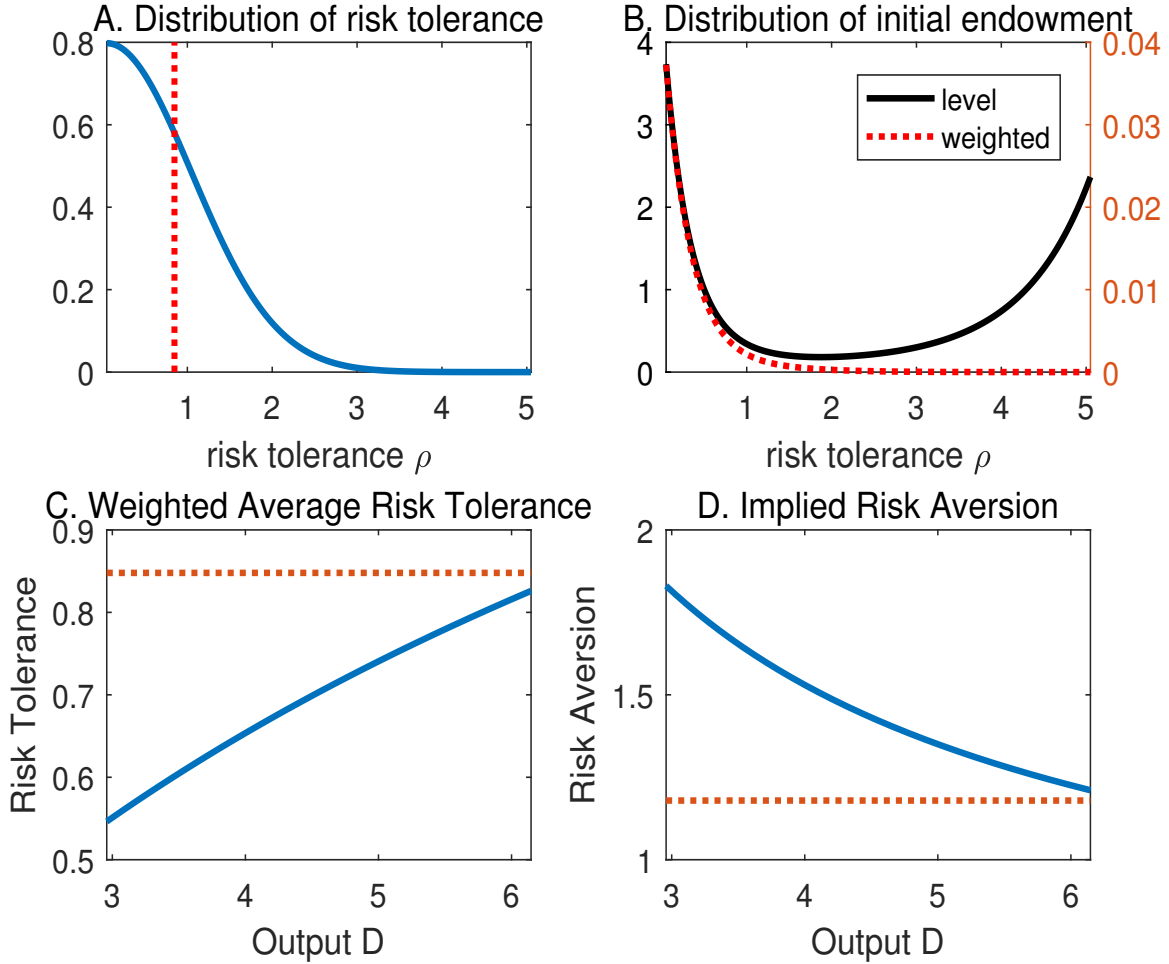 A. Distribution of risk tolerance
0.8
0.6
0.4
0.2
0
1 2 3 4 5
risk tolerance ρ
B. Distribution of initial endowment
4
3
2
1
0
0.04
0.03
0.02
0.01
0
level
weighted
1 2 3 4 5
risk tolerance ρ
C. Weighted Average Risk Tolerance
0.9
0.8
0.7
0.6
0.5
Risk Tolerance
3 4 5 6
Output D
D. Implied Risk Aversion
2
1.5
1
Risk Aversion
3 4 5 6
Output D